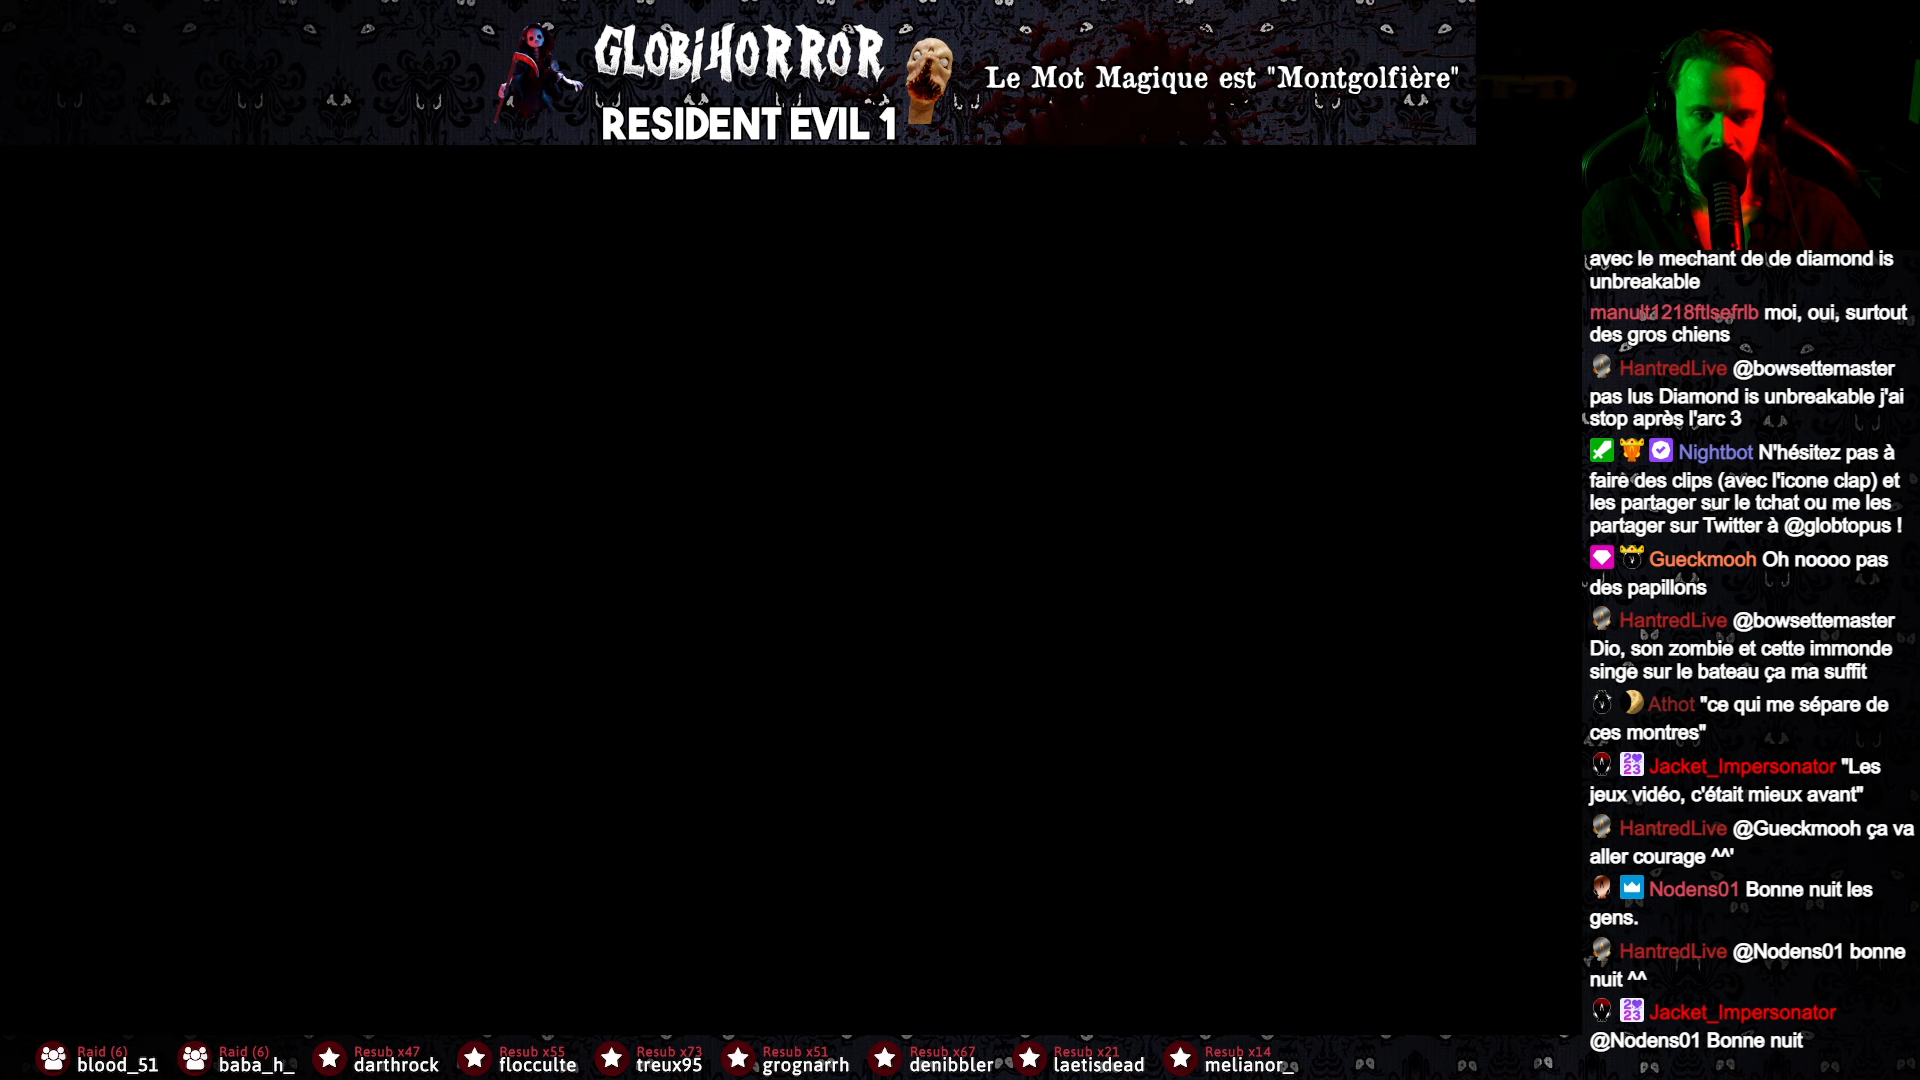 GLOBIHORROR
RESIDENT EVIL 1
Le Mot Magique est "Montgolfière"
avec le mechant de de diamond is
unbreakable
manult1218ftlsefrlb moi, oui, surtout
des gros chiens
HantredLive @bowsettemaster
pas lus Diamond is unbreakable j'ai
stop après l'arc 3
Nightbot N'hésitez pas à
faire des clips (avec l'icone clap) et
les partager sur le tchat ou me les
partager sur Twitter à @globtopus !
Gueckmooh Oh noooo pas
des papillons
HantredLive @bowsettemaster
Dio, son zombie et cette immonde
singe sur le bateau ça ma suffit
Athot "ce qui me sépare de
ces montres"
Jacket_Impersonator "Les
jeux vidéo, c'était mieux avant"
HantredLive @Gueckmooh ça va
aller courage ^^'
Nodens01 Bonne nuit les
gens.
HantredLive @Nodens01 bonne
nuit ^^
Jacket_Impersonator
@Nodens01 Bonne nuit
Raid (6)
blood_51
Raid (6)
baba_h_
Resub x47
darthrock
Resub x55
flocculte
Resub x73
treux95
Resub x51
grognarrh
Resub x67
denibbler
Resub x21
laetisdead
Resub x14
melianor_